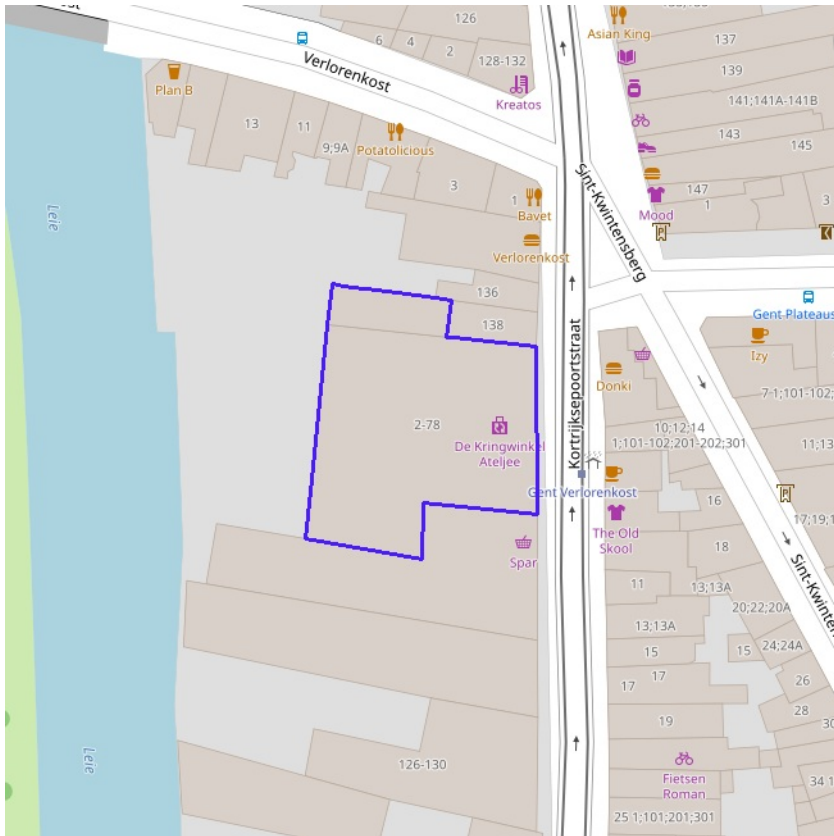 126
Asian King
137
6
4
2
128-132
139
Verlorenkost
Plan B
Kreatos
141;141A-141B
13
11
9;9A
Potatolicious
143
145
3
1
Bavet
Sint-Kwintensberg
147
1
Mood
P
3
Leie
Verlorenkost
136
138
Gent Plateaus
Izy
Kortrijksepoortstraat
Donki
7-1;101-102;
2-78
De Kringwinkel
Ateljee
10;12;14
1;101-102;201-202;301
11;13
Gent Verlorenkost
16
P
17;19;1
The Old
Skool
Spar
18
Sint-Kwinten
11
13;13A
20;22;20A
13;13A
15
15
24;24A
17
17
26
19
28
30
Leie
126-130
Fietsen
Roman
34 1
25 1;101;201;301